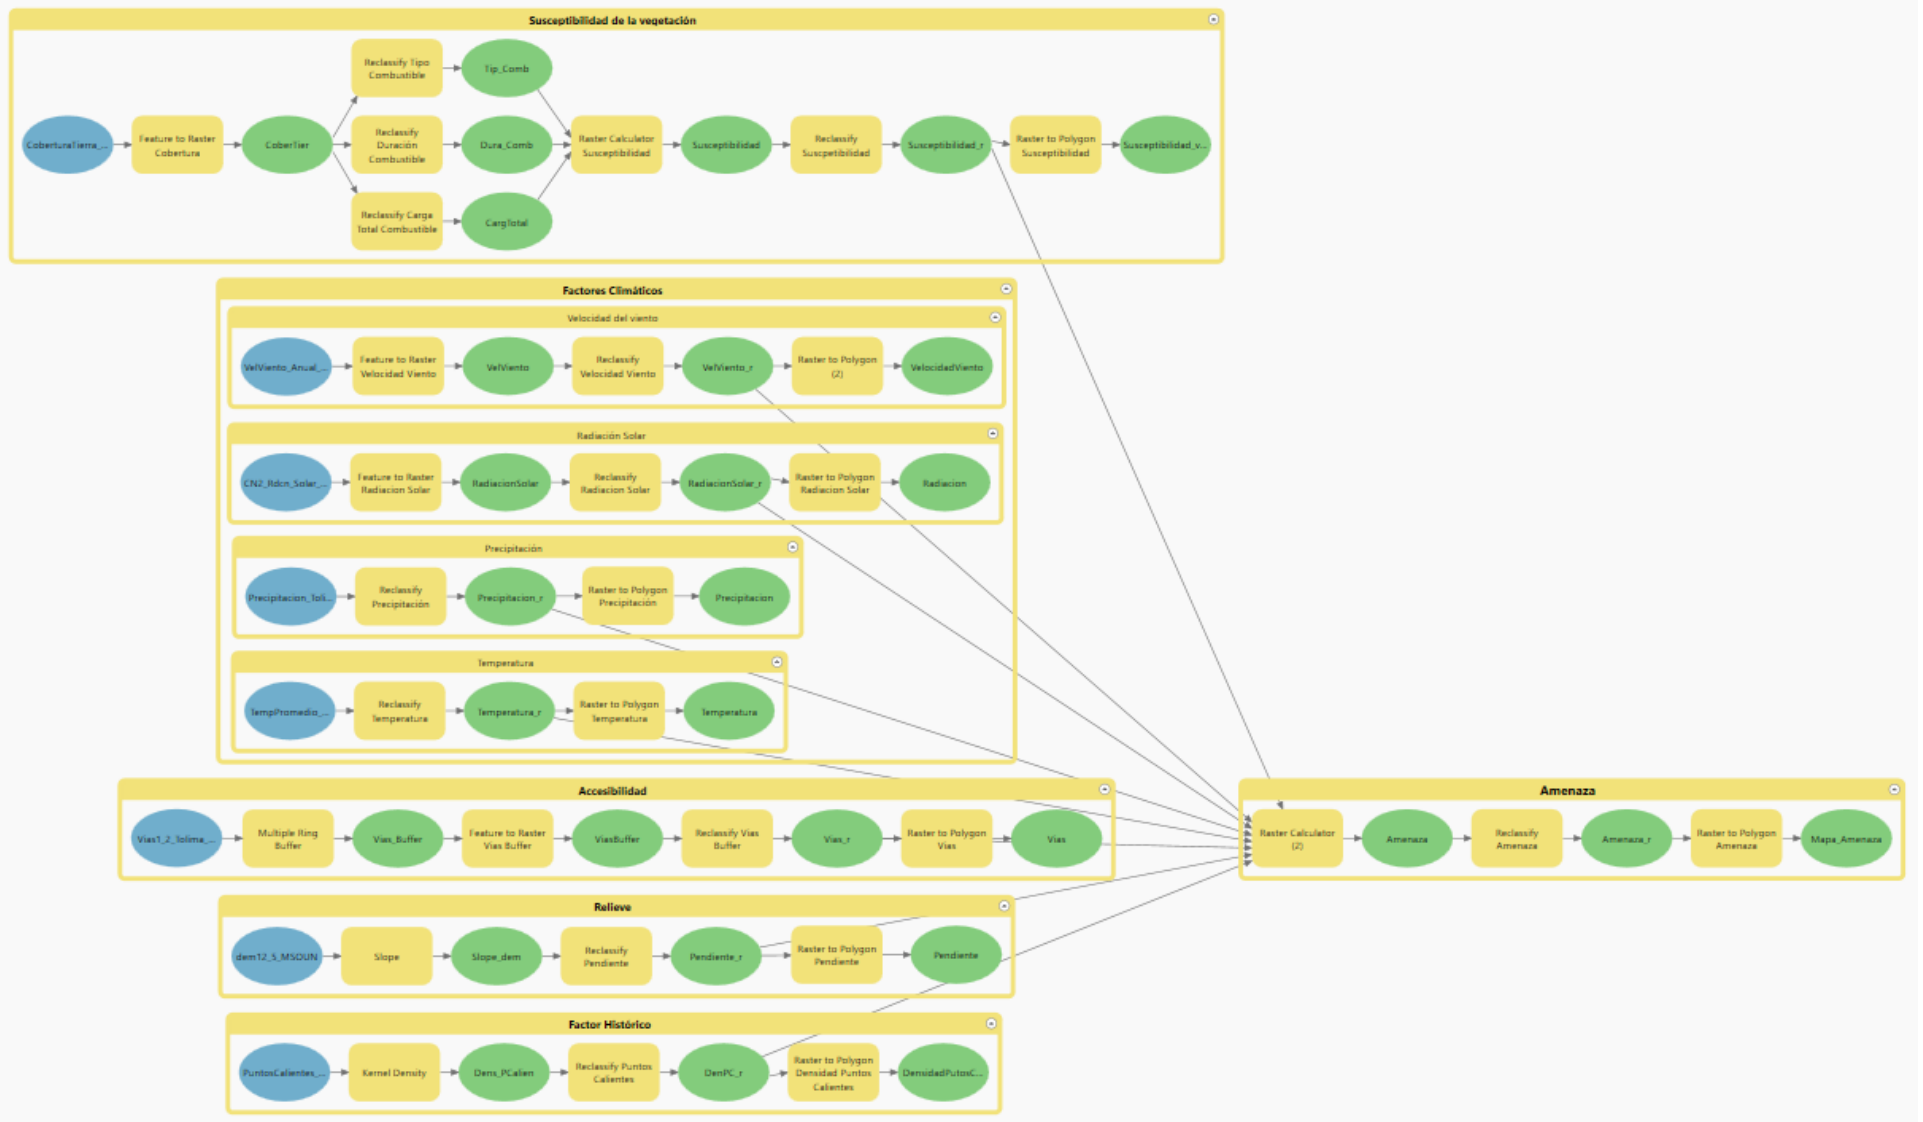 Susceptibilidad de la vegetación
Reclassify Tipo
Combustible
Tip_Comb
CoberturaTierra_...
Feature to Raster
Cobertura
CoberTier
Reclassify
Duración
Combustible
Dura_Comb
Raster Calculator
Susceptibilidad
Susceptibilidad
Reclassify
Suscpetibilidad
Susceptibilidad_r
Raster to Polygon
Susceptibilidad
Susceptibilidad_v...
Reclassify Carga
Total Combustible
CargTotal
Factores Climáticos
Velocidad del viento
VelViento_Anual_...
Feature to Raster
Velocidad Viento
VelViento
Reclassify
Velocidad Viento
VelViento_r
Raster to Polygon
(2)
VelocidadViento
Radiación Solar
CN2_Rdcn_Solar_...
Feature to Raster
Radiacion Solar
RadiacionSolar
Reclassify
Radiacion Solar
RadiacionSolar_r
Raster to Polygon
Radiacion Solar
Radiacion
Precipitación
Precipitacion_Toli...
Reclassify
Precipitación
Precipitacion_r
Raster to Polygon
Precipitación
Precipitacion
Temperatura
TempPromedio_...
Reclassify
Temperatura
Temperatura_r
Raster to Polygon
Temperatura
Temperatura
Accesibilidad
Vias1_2_Tolima_...
Multiple Ring
Buffer
Vias_Buffer
Feature to Raster
Vias Buffer
ViasBuffer
Reclassify Vias
Buffer
Vias_r
Raster to Polygon
Vias
Vias
Amenaza
Raster Calculator
(2)
Amenaza
Reclassify
Amenaza
Amenaza_r
Raster to Polygon
Amenaza
Mapa_Amenaza
Relieve
dem12_5_MSOUN
Slope
Slope_dem
Reclassify
Pendiente
Pendiente_r
Raster to Polygon
Pendiente
Pendiente
Factor Histórico
PuntosCalientes_...
Kernel Density
Dens_PCalien
Reclassify Puntos
Calientes
DenPC_r
Raster to Polygon
Densidad Puntos
Calientes
DensidadPutosC...